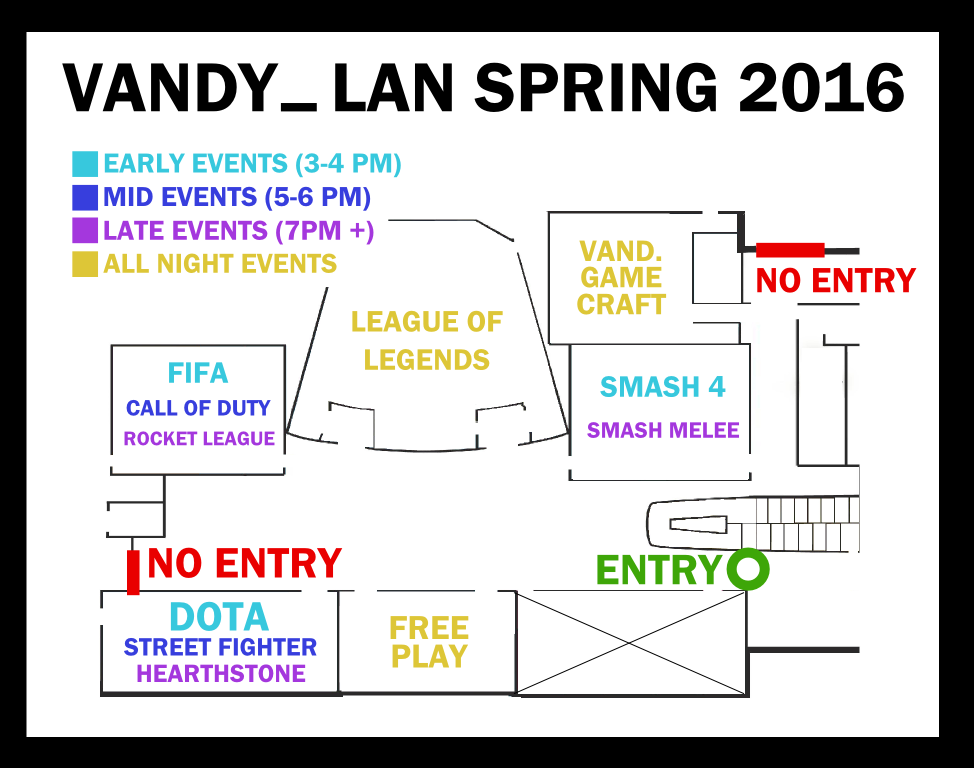 VANDY_ LAN SPRING 2016
EARLY EVENTS (3-4 PM)
MID EVENTS (5-6 PM)
LATE EVENTS (7PM +)
ALL NIGHT EVENTS
VAND.
GAME
CRAFT
NO ENTRY
LEAGUE OF
LEGENDS
FIFA
CALL OF DUTY
ROCKET LEAGUE
SMASH 4
SMASH MELEE
NO ENTRY
ENTRY
DOTA
STREET FIGHTER
HEARTHSTONE
FREE
PLAY